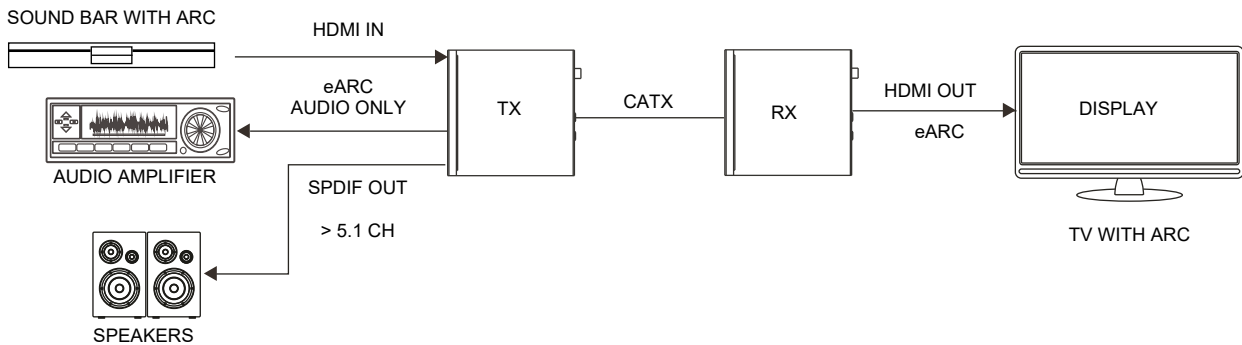 SOUND BAR WITH ARC
HDMI IN
eARC
AUDIO ONLY
AUDIO AMPLIFIER
SPDIF OUT
> 5.1 CH
SPEAKERS
TX
CATX
RX
HDMI OUT
eARC
DISPLAY
TV WITH ARC